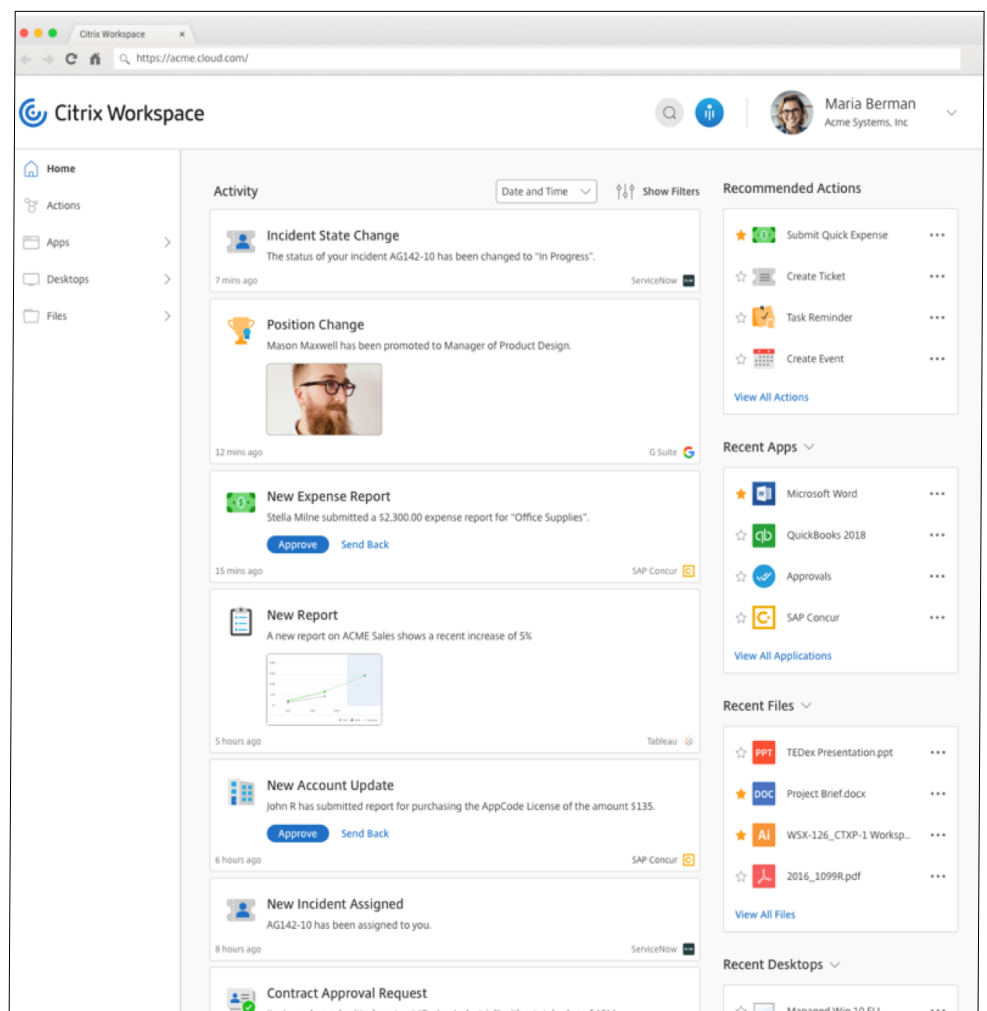 Citrix Workspace
https://acme.cloud.com/
Citrix Workspace
Maria Berman
Acme Systems, Inc
Home
Actions
Apps
Desktops
Files
Activity
Date and Time
Show Filters
Incident State Change
The status of your incident AG142-10 has been changed to "In Progress".
7 mins ago
ServiceNow
Position Change
Mason Maxwell has been promoted to Manager of Product Design.
12 mins ago
G Suite
New Expense Report
Stella Milne submitted a $2,300.00 expense report for "Office Supplies".
Approve
Send Back
15 mins ago
SAP Concur
New Report
A new report on ACME Sales shows a recent increase of 5%
5 hours ago
Tableau
New Account Update
John R has submitted report for purchasing the AppCode License of the amount $135.
Approve
Send Back
6 hours ago
SAP Concur
New Incident Assigned
AG142-10 has been assigned to you.
8 hours ago
ServiceNow
Contract Approval Request
Recommended Actions
Submit Quick Expense
Create Ticket
Task Reminder
Create Event
View All Actions
Recent Apps
Microsoft Word
qb
QuickBooks 2018
Approvals
SAP Concur
View All Applications
Recent Files
PPT
TEDex Presentation.ppt
DOC
Project Brief.docx
Ai
WSX-126_CTXP-1 Worksp...
2016_1099R.pdf
View All Files
Recent Desktops